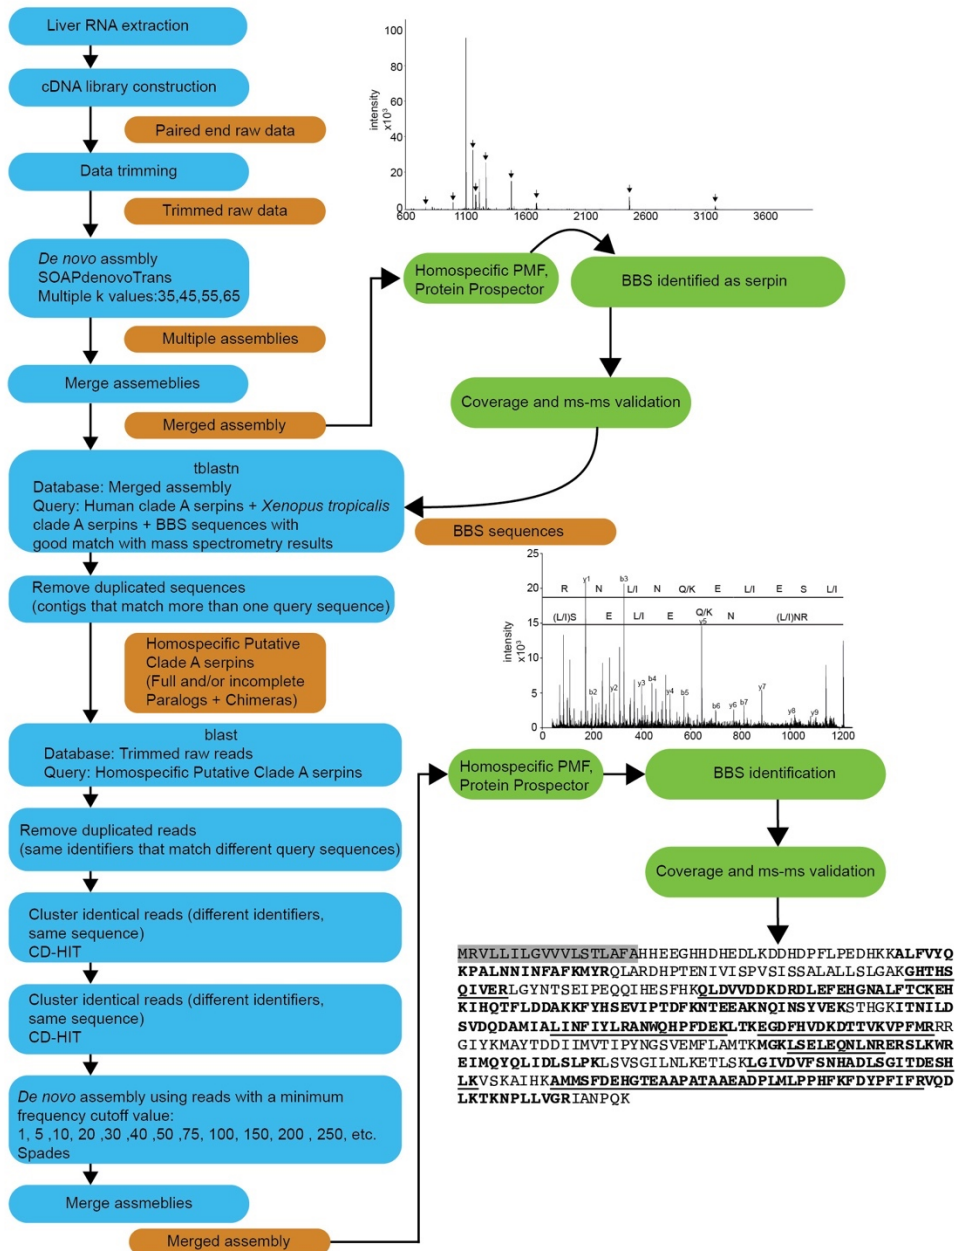 Liver RNA extraction
cDNA library construction
Paired end raw data
Data trimming
Trimmed raw data
De novo assmbly
SOAPdenovoTrans
Multiple k values:35,45,55,65
Multiple assemblies
Merge assemeblies
Merged assembly
tblastn
Database: Merged assembly
Query: Human clade A serpins + Xenopus tropicalis
clade A serpins + BBS sequences with
good match with mass spectrometry results
Remove duplicated sequences
(contigs that match more than one query sequence)
Homospecific Putative
Clade A serpins
(Full and/or incomplete
Paralogs + Chimeras)
blast
Database: Trimmed raw reads
Query: Homospecific Putative Clade A serpins
Remove duplicated reads
(same identifiers that match different query sequences)
Cluster identical reads (different identifiers,
same sequence)
CD-HIT
Cluster identical reads (different identifiers,
same sequence)
CD-HIT
De novo assembly using reads with a minimum
frequency cutoff value:
1, 5 ,10, 20 ,30 ,40 ,50 ,75, 100, 150, 200 , 250, etc.
Spades
Merge assmeblies
Merged assembly
intensity
x10³
100
80
60
40
20
0
600 1100 1600 2100 2600 3100 3600
Homospecific PMF,
Protein Prospector
BBS identified as serpin
Coverage and ms-ms validation
BBS sequences
intensity
x10³
25
20
15
10
5
0
y1 b3
R N L/I N Q/K E L/I E S L/I
(L/I)S E L/I E Q/K N (L/I)NR
y5
b2 y2 y3 b4 y4 b5 b6 y6 b7 y7 y8 y9
0 200 400 600 800 1000 1200
Homospecific PMF,
Protein Prospector
BBS identification
Coverage and ms-ms validation
MRVLLILGVVVLSTLAFAHHEEGHHDHEDLKDDHDPFLPEDHKKALFVYQ
KPALNNINFAFKMYRQLARDHPTENIVISPVSISSALALLSLGAKGHTHS
QIVERLGYNTSEIPEQQIHESFHKQLDVVDDKDRDLEFEHGNALFTCKEH
KIHQTFLDDAKKFYHSEVIPTDFKNTEEAKNQINSYVEKSTHGKITNILD
SVDQDAMIALINFIYLRANWQHPFDEKLTKEGDFHVDKDTTVKVPFMRRR
GIYKMAYTDDIIMVTIPYNGSVEMFLAMTKMGKLSELEQNLNRERSLKWR
EIMQYQLIDLSLPKLSVSGILNLKETLSKLGIVDVFSNHADLSGITDESH
LKVSKAIHKAMMSFDEHGTEAAPATAAEADPLMLPPHFKFDYPFIFRVQD
LKTKNPLLVGRIANPQK